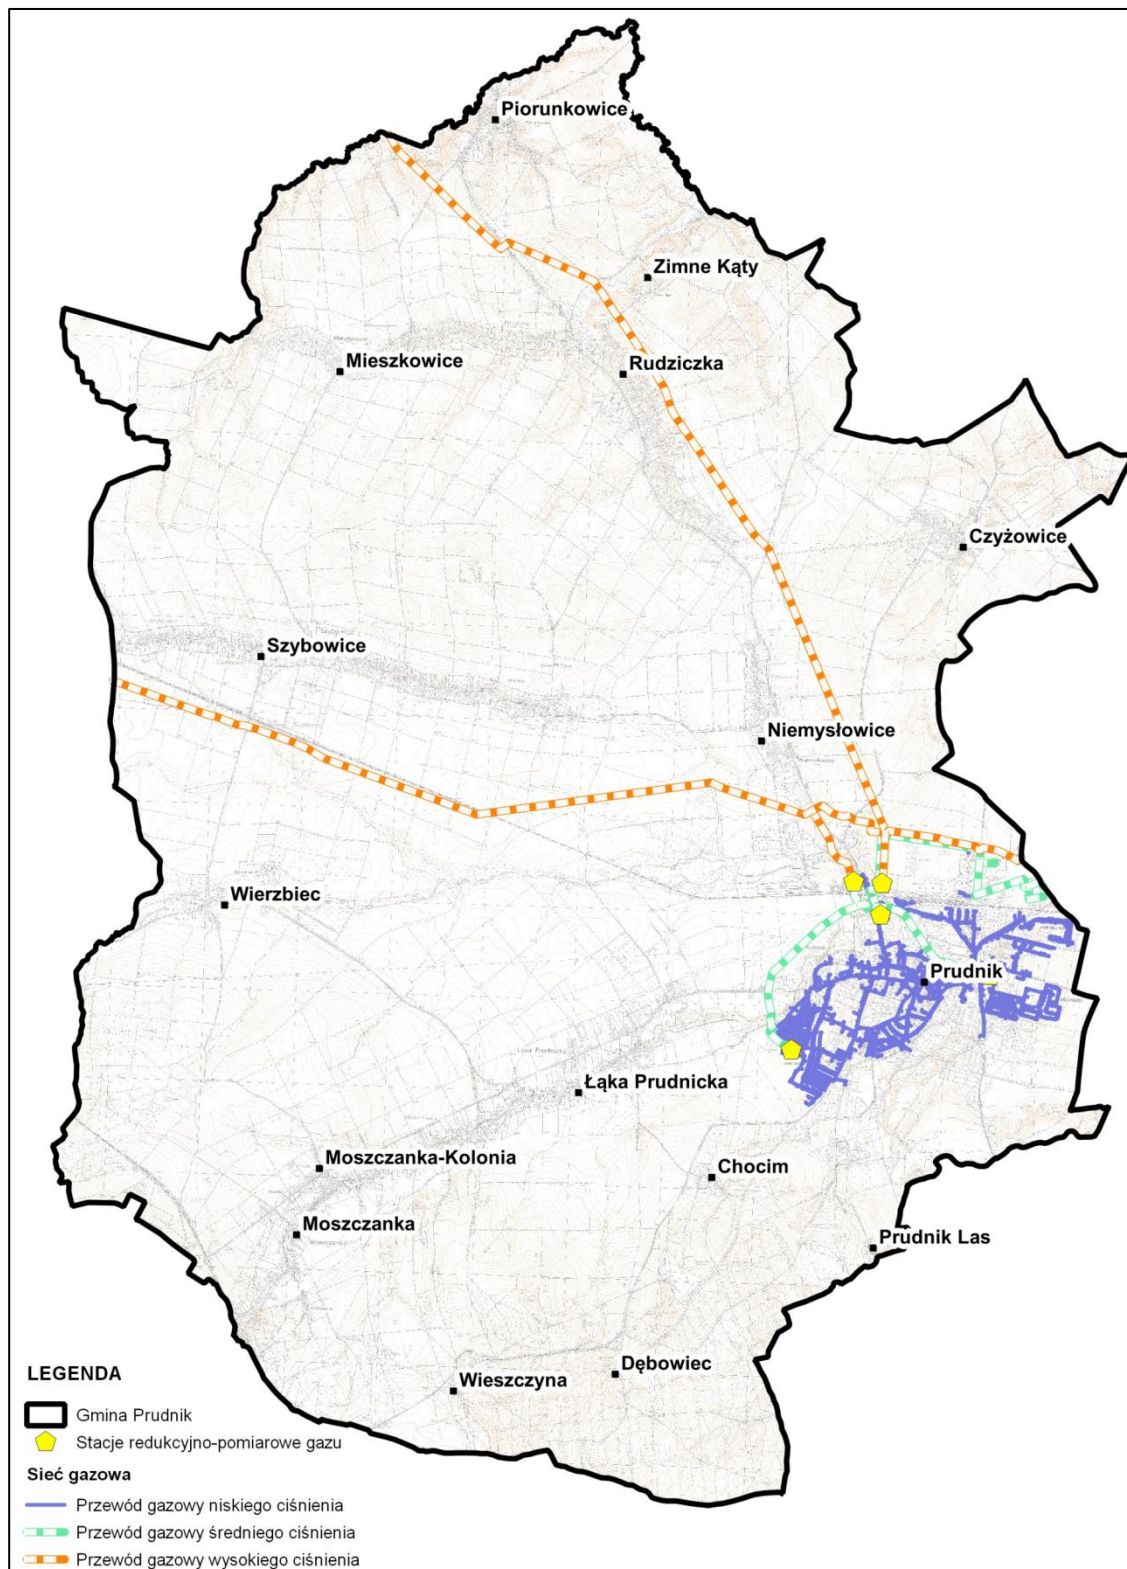 Piorunkowice
Zimne Kąty
Mieszkowice
Rudziczka
Czyżowice
Szybowice
Niemysłowice
Wierzbiec
Prudnik
Łąka Prudnicka
Moszczanka-Kolonia
Chocim
Moszczanka
Prudnik Las
Dębowiec
Wieszczyna
LEGENDA
Gmina Prudnik
Stacje redukcyjno-pomiarowe gazu
Sieć gazowa
Przewód gazowy niskiego ciśnienia
Przewód gazowy średniego ciśnienia
Przewód gazowy wysokiego ciśnienia